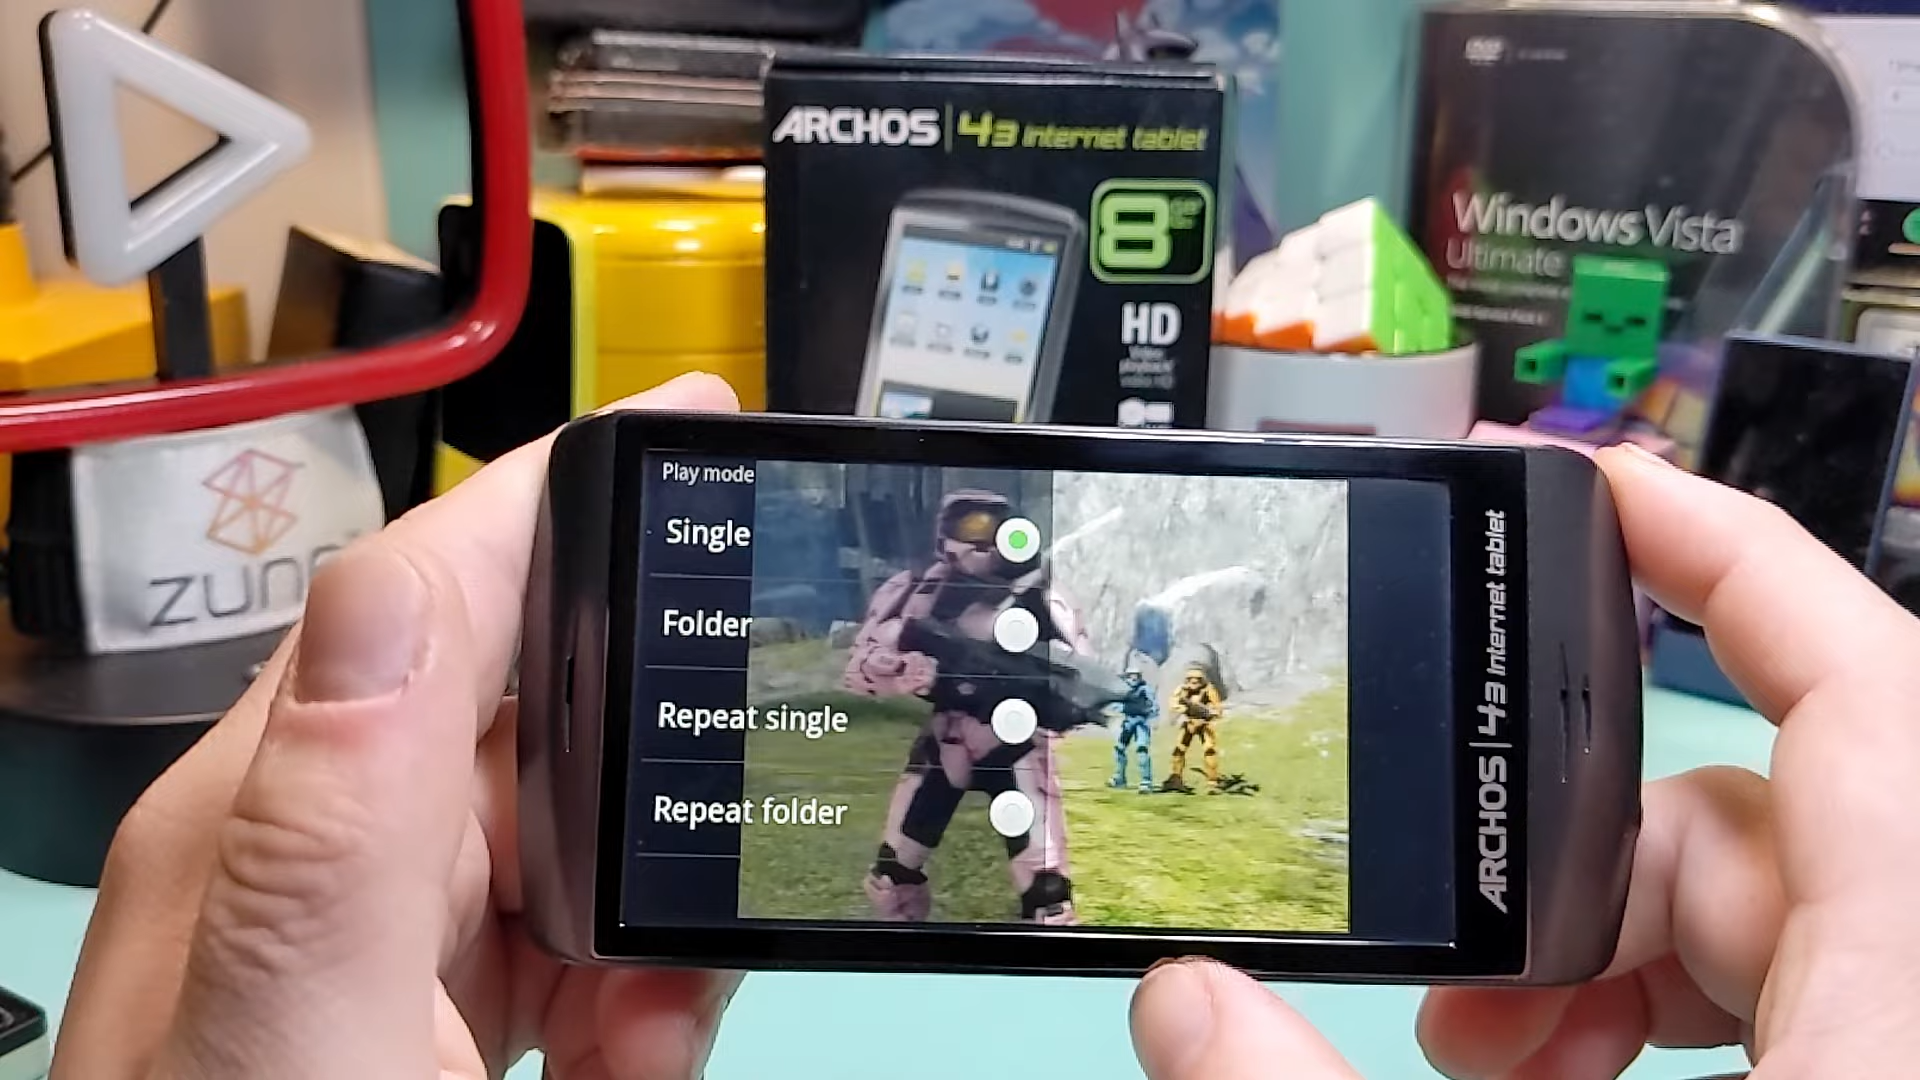 ARCHOS | 43 internet tablet
8
HD
Windows Vista
Ultimate
zune
Play mode
Single
Folder
Repeat single
Repeat folder
ARCHOS | 43 internet tablet